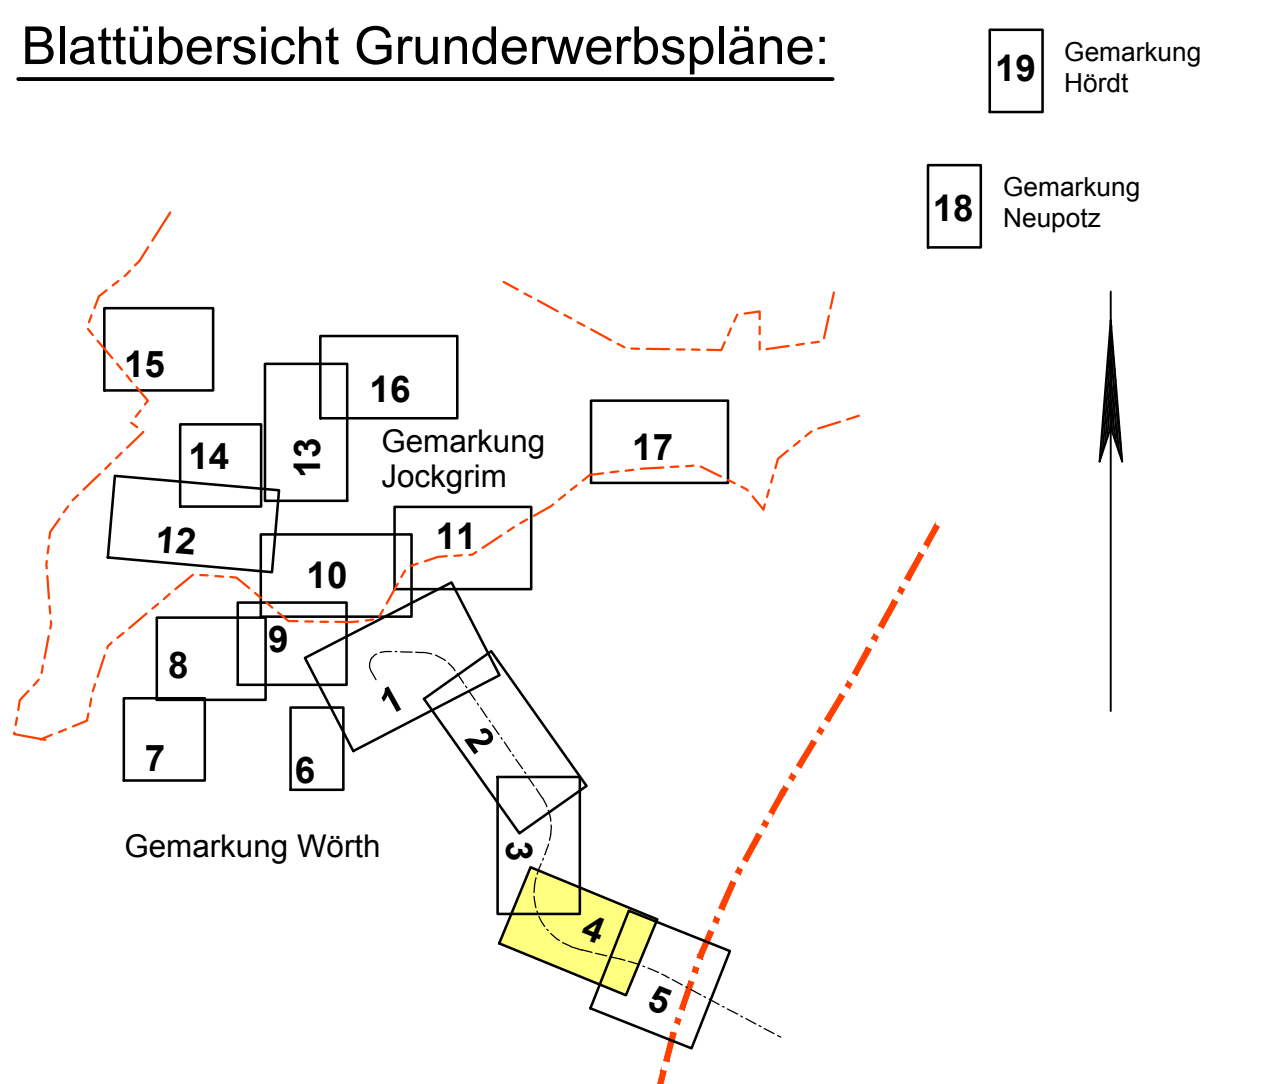 Blattübersicht Grunderwerbspläne:
19
Gemarkung
Hördt
18
Gemarkung
Neupotz
15
16
14
13
Gemarkung
Jockgrim
17
12
11
10
9
8
1
7
6
2
Gemarkung Wörth
3
4
5